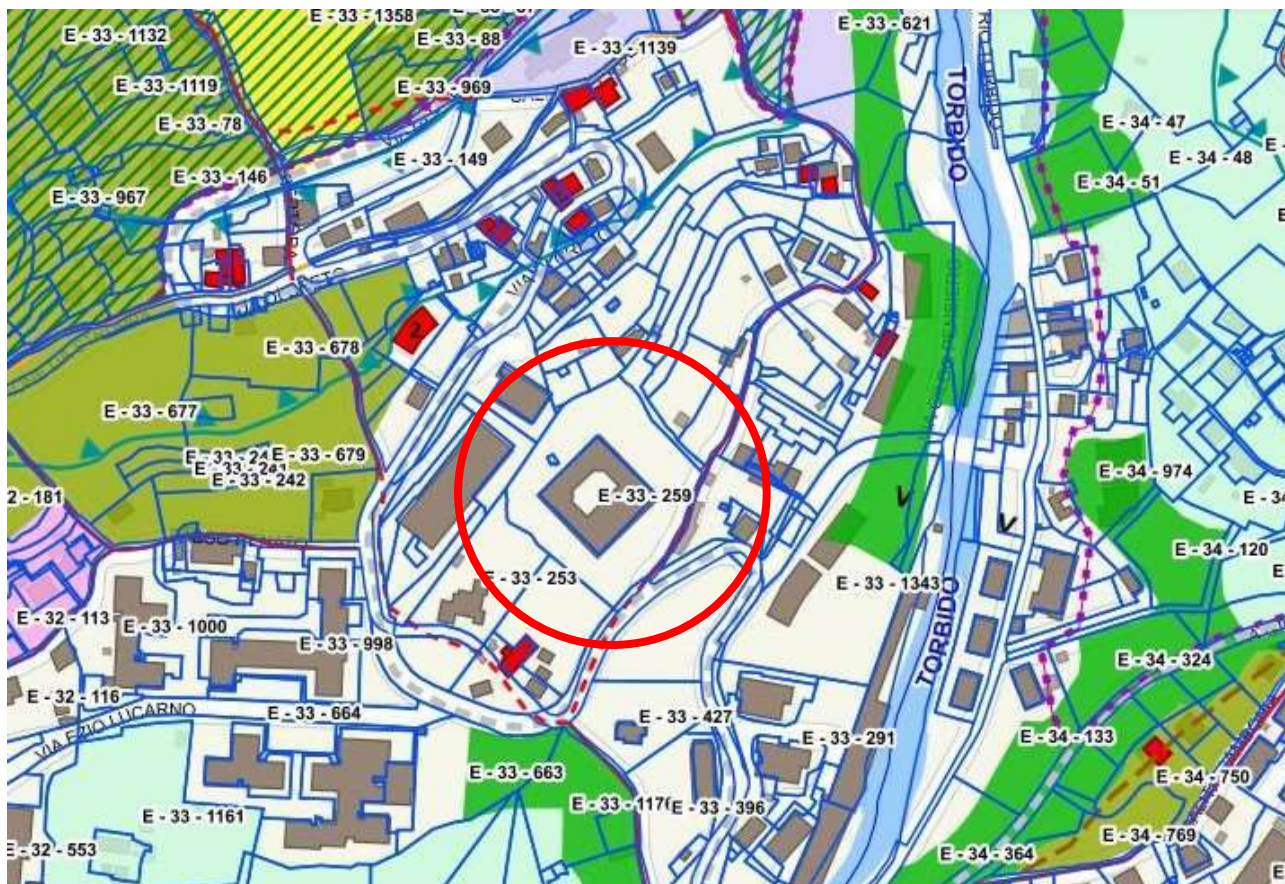 E - 33 - 1358
E - 33 - 621
E - 33 - 1132
E - 33 - 88
E - 33 - 1139
E - 33 - 1119
E - 33 - 969
TORBIDO
E - 33 - 78
E - 34 - 47
E - 33 - 149
E - 34 - 48
E - 33 - 146
E - 34 - 51
E - 33 - 967
2
E - 33 - 678
E - 33 - 677
E - 33 - 679
E - 33 - 242
2 - 181
E - 34 - 974
E - 33 - 259
V
V
E - 34 - 120
E - 33 - 253
E - 33 - 1343
E - 32 - 113
E - 33 - 1000
E - 33 - 998
TORBIDO
E - 34 - 324
E - 32 - 116
E - 33 - 664
VIA EZIO LUCARNO
E - 33 - 427
E - 33 - 291
E - 34 - 133
E - 33 - 663
E - 34 - 750
E - 33 - 396
E - 33 - 1161
E - 34 - 769
E - 32 - 553
E - 34 - 364